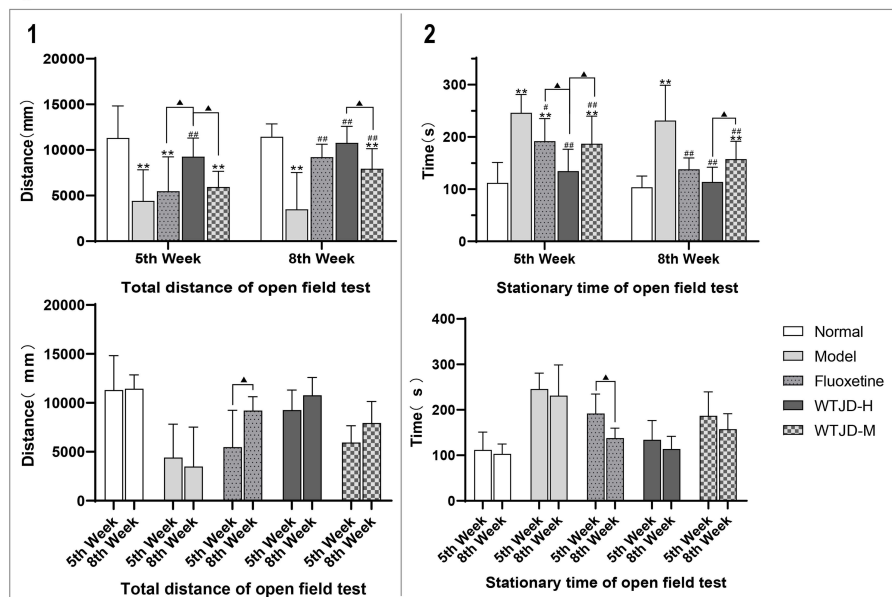 1
20000
15000
10000
5000
0
Distance(mm)
▲ ▲ ▲
** ** ## ** ** ## ## ## **
5th Week 8th Week
Total distance of open field test
20000
15000
10000
5000
0
Distance( mm)
▲
5th Week 8th Week 5th Week 8th Week 5th Week 8th Week 5th Week 8th Week 5th Week 8th Week
Total distance of open field test
2
300
200
100
0
Time(s)
▲ ▲ ▲
** # ** ## ## ** ** ## ## ## **
5th Week 8th Week
Stationary time of open field test
400
300
200
100
0
Time( s)
▲
5th Week 8th Week 5th Week 8th Week 5th Week 8th Week 5th Week 8th Week 5th Week 8th Week
Stationary time of open field test
Normal
Model
Fluoxetine
WTJD-H
WTJD-M